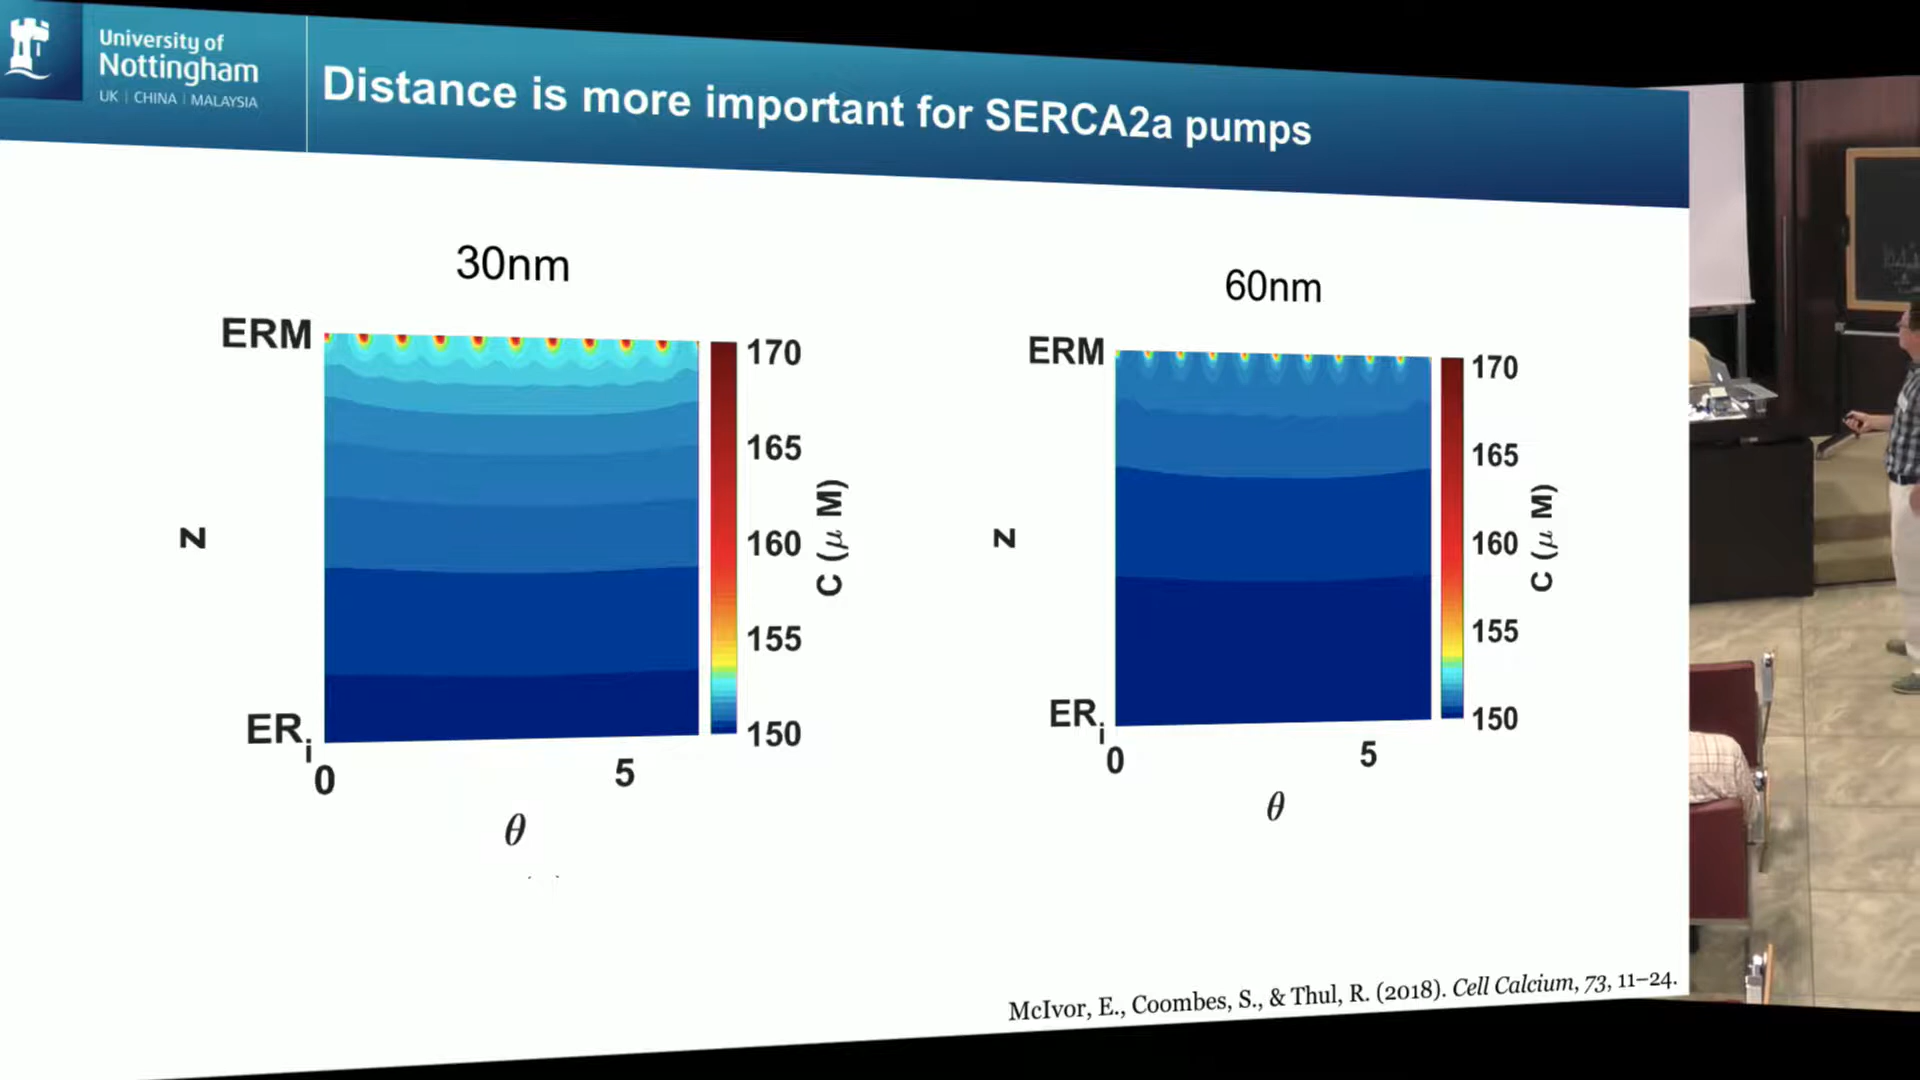 University of
Nottingham
UK | CHINA | MALAYSIA
Distance is more important for SERCA2a pumps
30nm
ERM
z
ER i
0
5
θ
170
165
160
155
150
C (μ M)
60nm
ERM
z
ER i
0
5
θ
170
165
160
155
150
C (μ M)
McIvor, E., Coombes, S., & Thul, R. (2018). Cell Calcium, 73, 11–24.